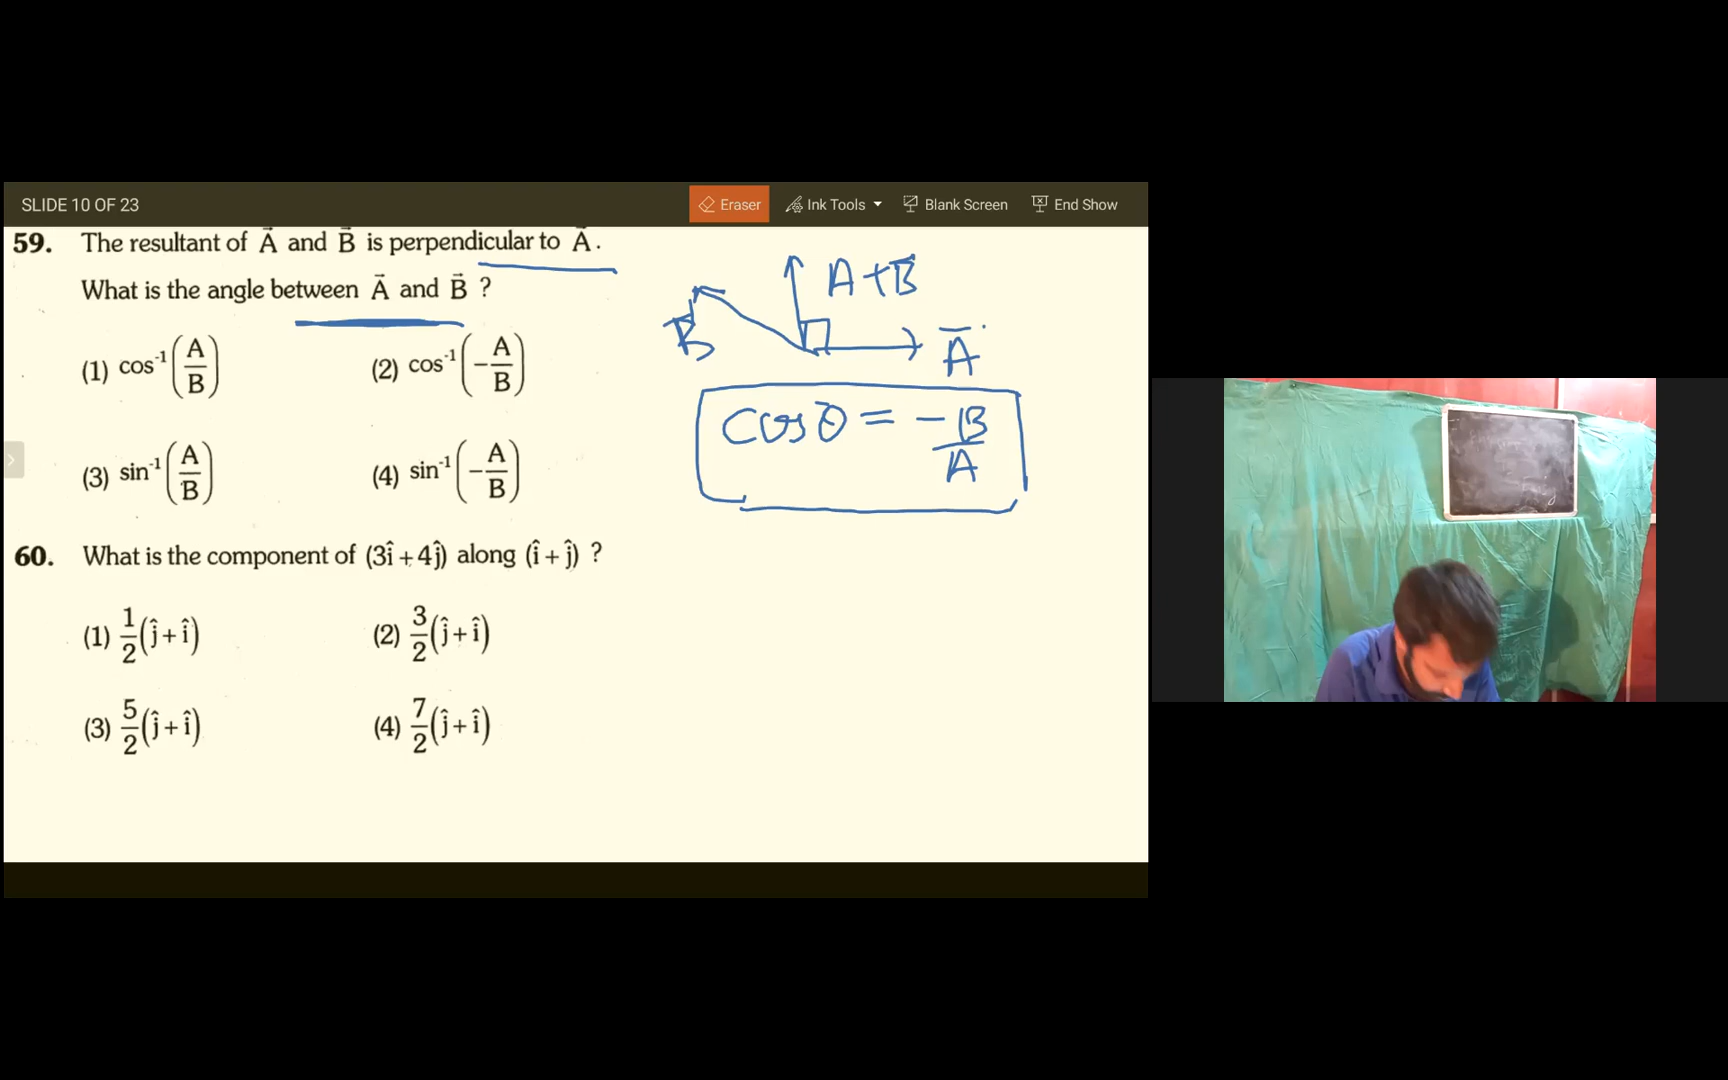 SLIDE 10 OF 23
Eraser
Ink Tools
Blank Screen
End Show
59. The resultant of A⃗ and B⃗ is perpendicular to A⃗.
What is the angle between A⃗ and B⃗ ?
(1) cos⁻¹(A/B) (2) cos⁻¹(−A/B)
(3) sin⁻¹(A/B) (4) sin⁻¹(−A/B)
A + B̅
B
A̅
cosθ = −B/A
60. What is the component of (3î + 4ĵ) along (î + ĵ) ?
(1) 1/2(ĵ + î) (2) 3/2(ĵ + î)
(3) 5/2(ĵ + î) (4) 7/2(ĵ + î)